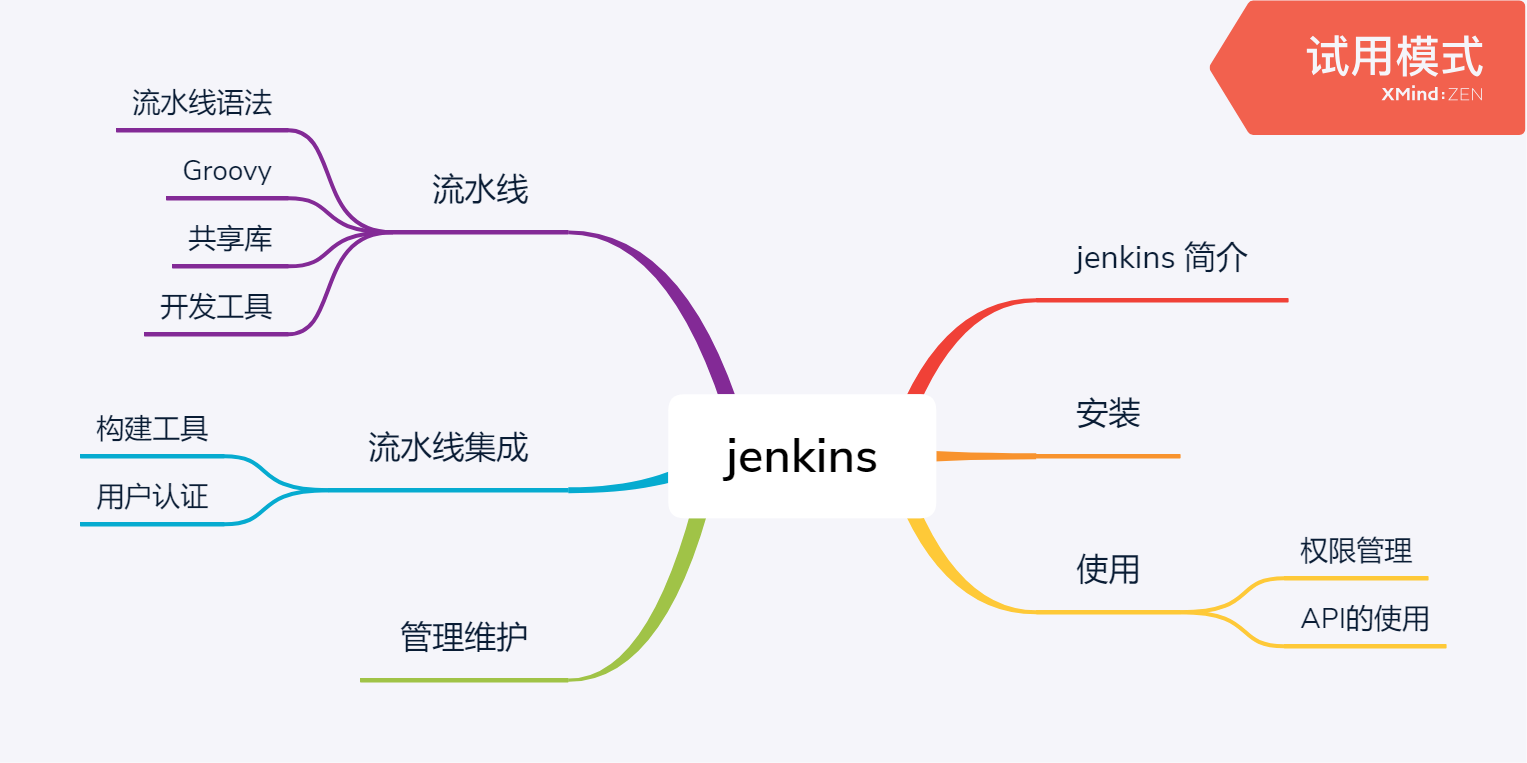 试用模式
XMind:ZEN
流水线语法
Groovy
共享库
开发工具
流水线
构建工具
用户认证
流水线集成
管理维护
jenkins
jenkins 简介
安装
使用
权限管理
API的使用